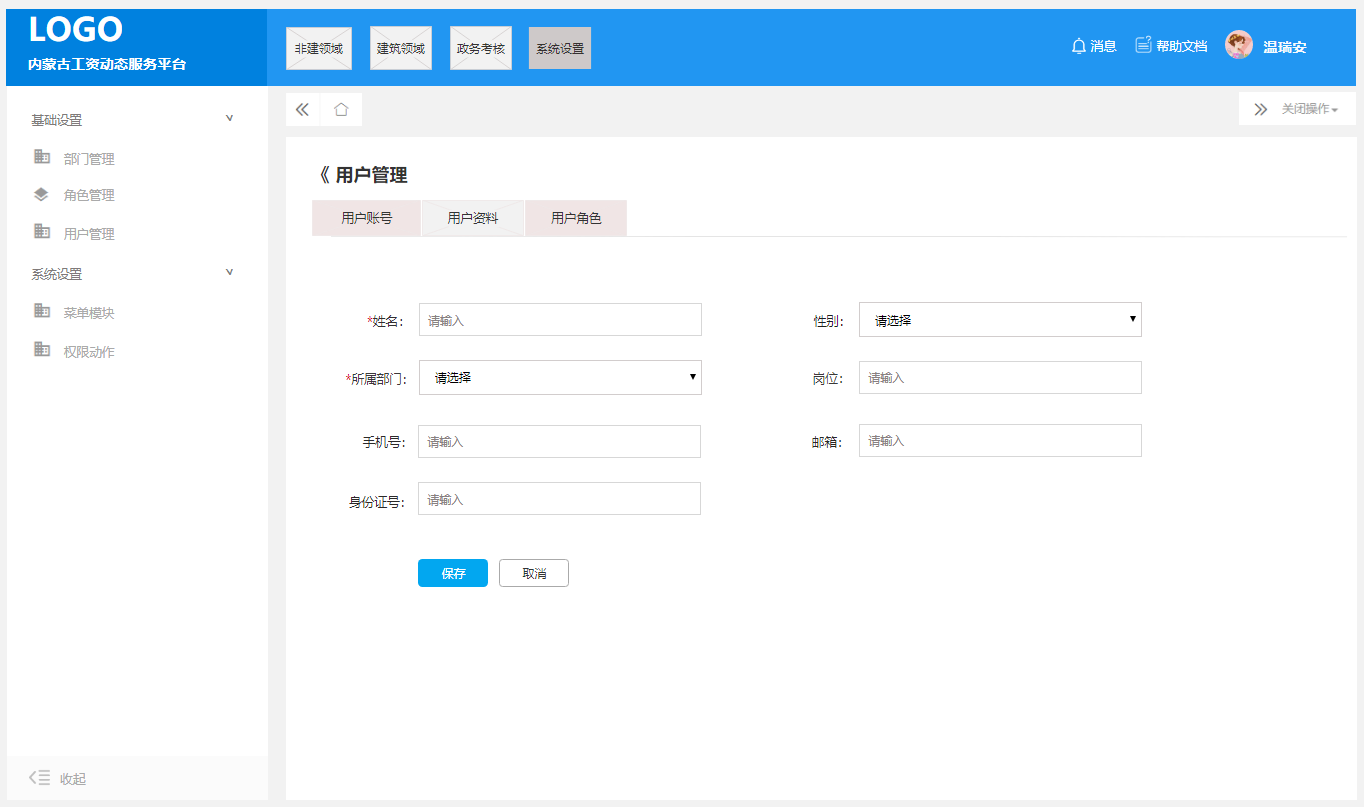 LOGO
内蒙古工资动态服务平台
非建领域 建筑领域 政务考核 系统设置
消息 帮助文档 温瑞安
关闭操作
基础设置
部门管理
角色管理
用户管理
系统设置
菜单模块
权限动作
收起
《 用户管理
用户账号 用户资料 用户角色
*姓名: 请输入 性别: 请选择
*所属部门: 请选择 岗位: 请输入
手机号: 请输入 邮箱: 请输入
身份证号: 请输入
保存 取消